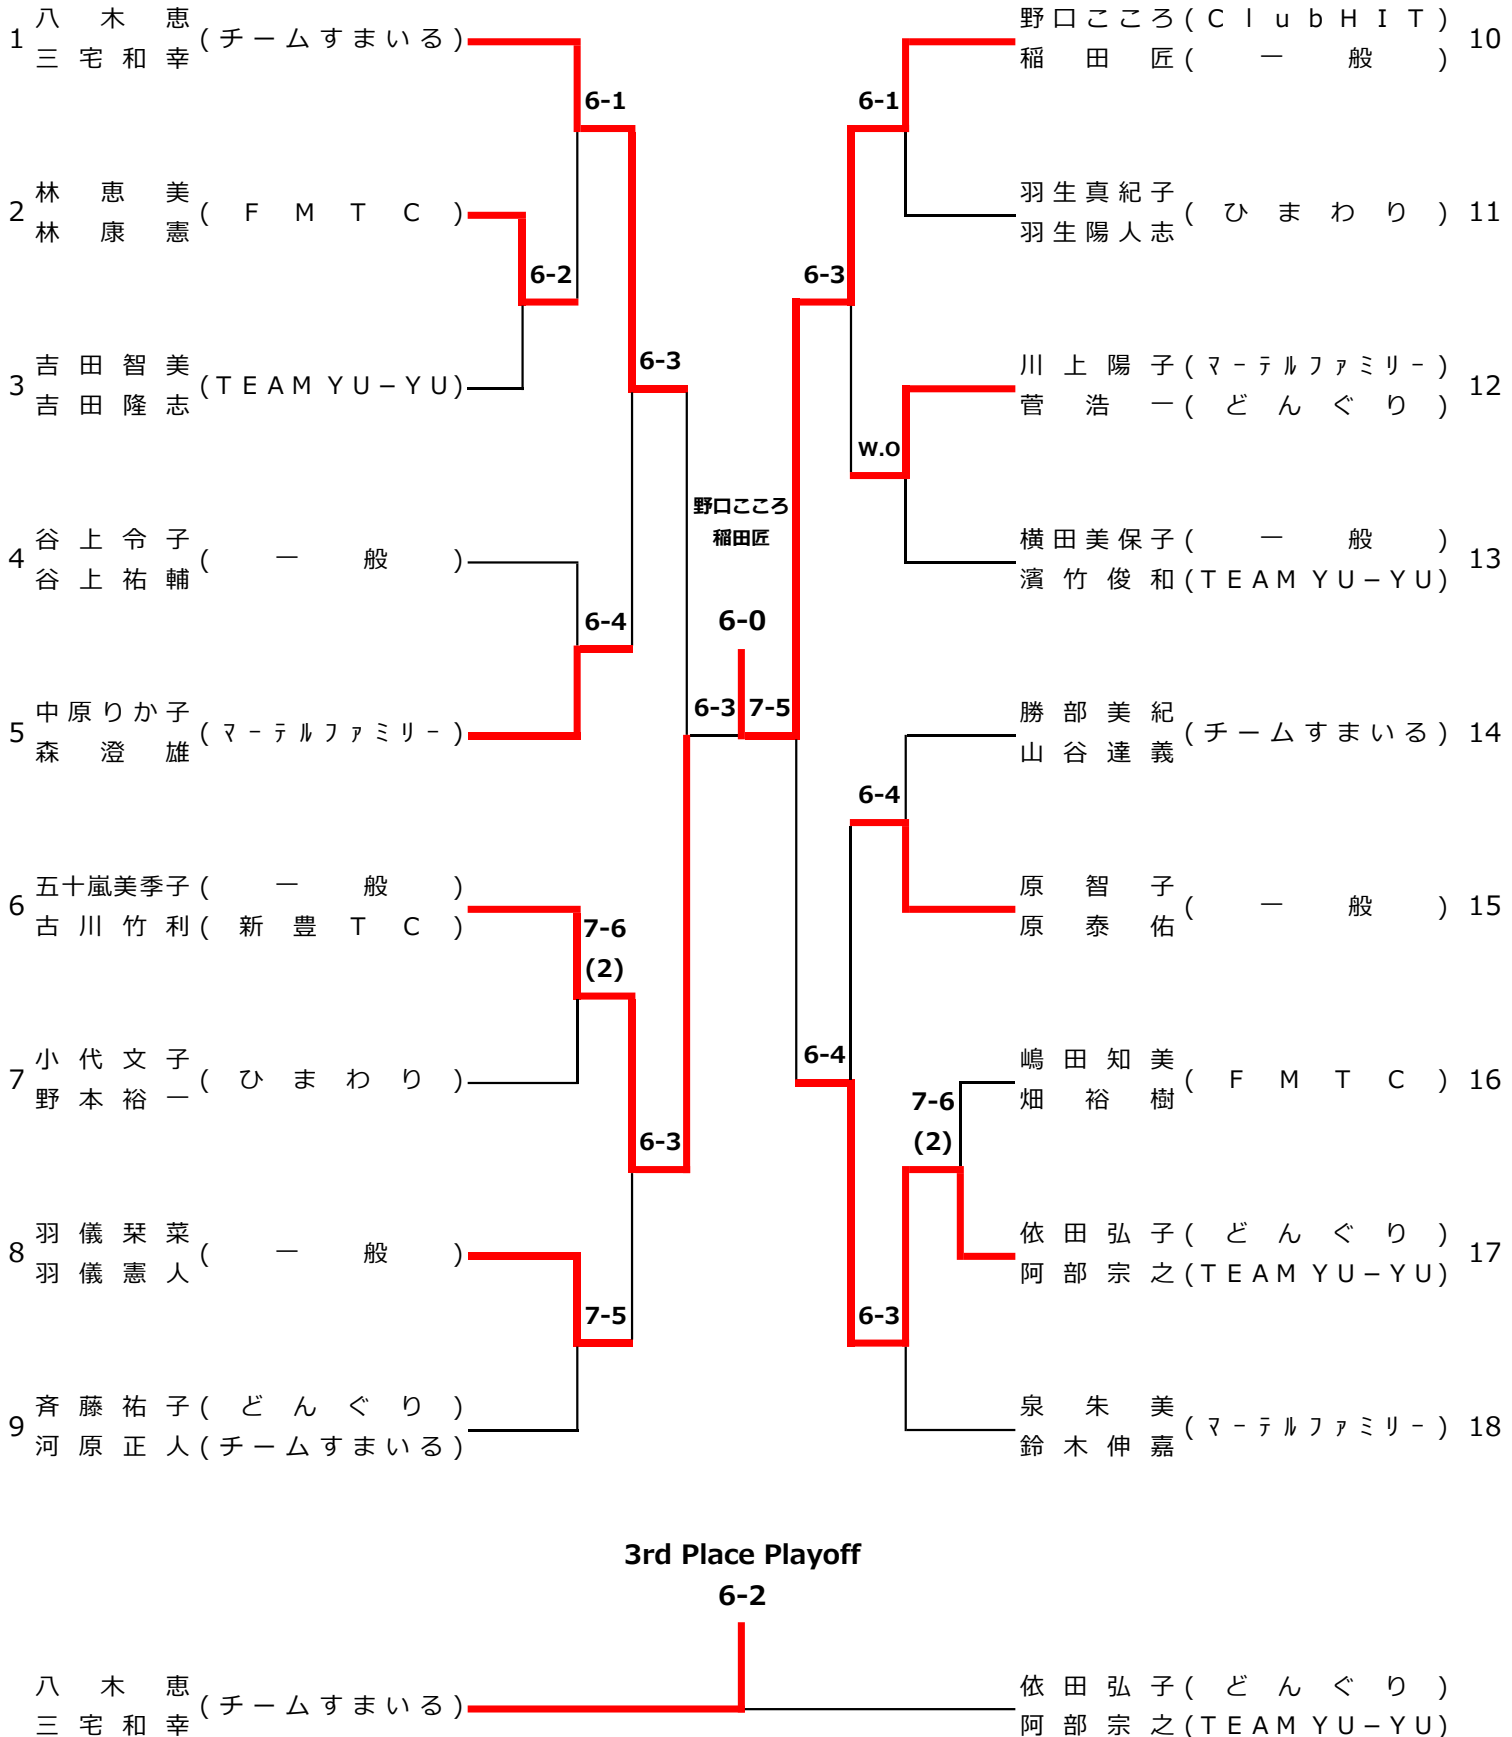 1 八木恵 (チームすまいる)
三宅和幸
2 林恵美 (FMTC)
林康憲
3 吉田智美 (TEAM YU-YU)
吉田隆志
4 谷上令子 (一般)
谷上祐輔
5 中原りか子 (マーテルファミリー)
森澄雄
6 五十嵐美季子 (一般)
古川竹利 (新豊TC)
7 小代文子 (ひまわり)
野本裕一
8 羽儀栞菜 (一般)
羽儀憲人
9 斉藤祐子 (どんぐり)
河原正人 (チームすまいる)
6-1
6-2
6-3
6-4
7-6
(2)
6-3
7-5
野口こころ
稲田匠
6-0
6-3 7-5
6-1
6-3
W.O
6-4
6-4
7-6
(2)
6-3
野口こころ (ClubHIT) 10
稲田匠 (一般)
羽生真紀子 (ひまわり) 11
羽生陽人志
川上陽子 (マーテルファミリー) 12
菅浩一 (どんぐり)
横田美保子 (一般) 13
濱竹俊和 (TEAM YU-YU)
勝部美紀 (チームすまいる) 14
山谷達義
原智子 (一般) 15
原泰佑
嶋田知美 (FMTC) 16
畑裕樹
依田弘子 (どんぐり) 17
阿部宗之 (TEAM YU-YU)
泉朱美 (マーテルファミリー) 18
鈴木伸嘉
3rd Place Playoff
6-2
八木恵 (チームすまいる)
三宅和幸
依田弘子 (どんぐり)
阿部宗之 (TEAM YU-YU)